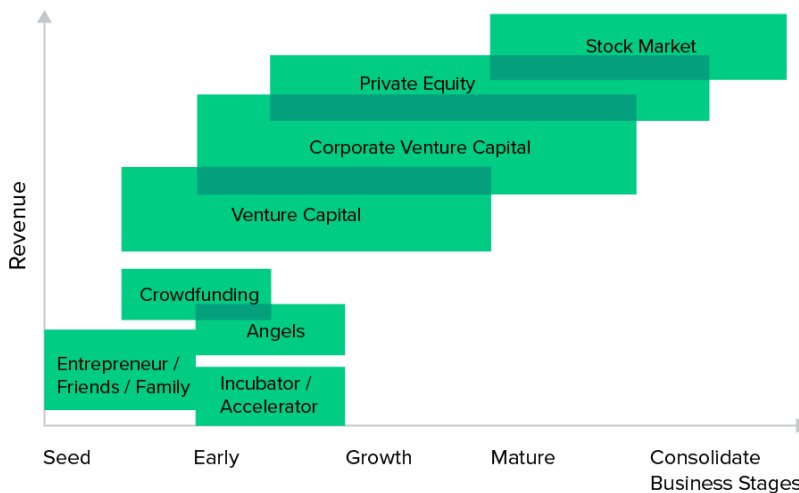 Stock Market
Private Equity
Corporate Venture Capital
Venture Capital
Crowdfunding
Angels
Entrepreneur /
Friends / Family
Incubator /
Accelerator
Revenue
Seed
Early
Growth
Mature
Consolidate
Business Stages